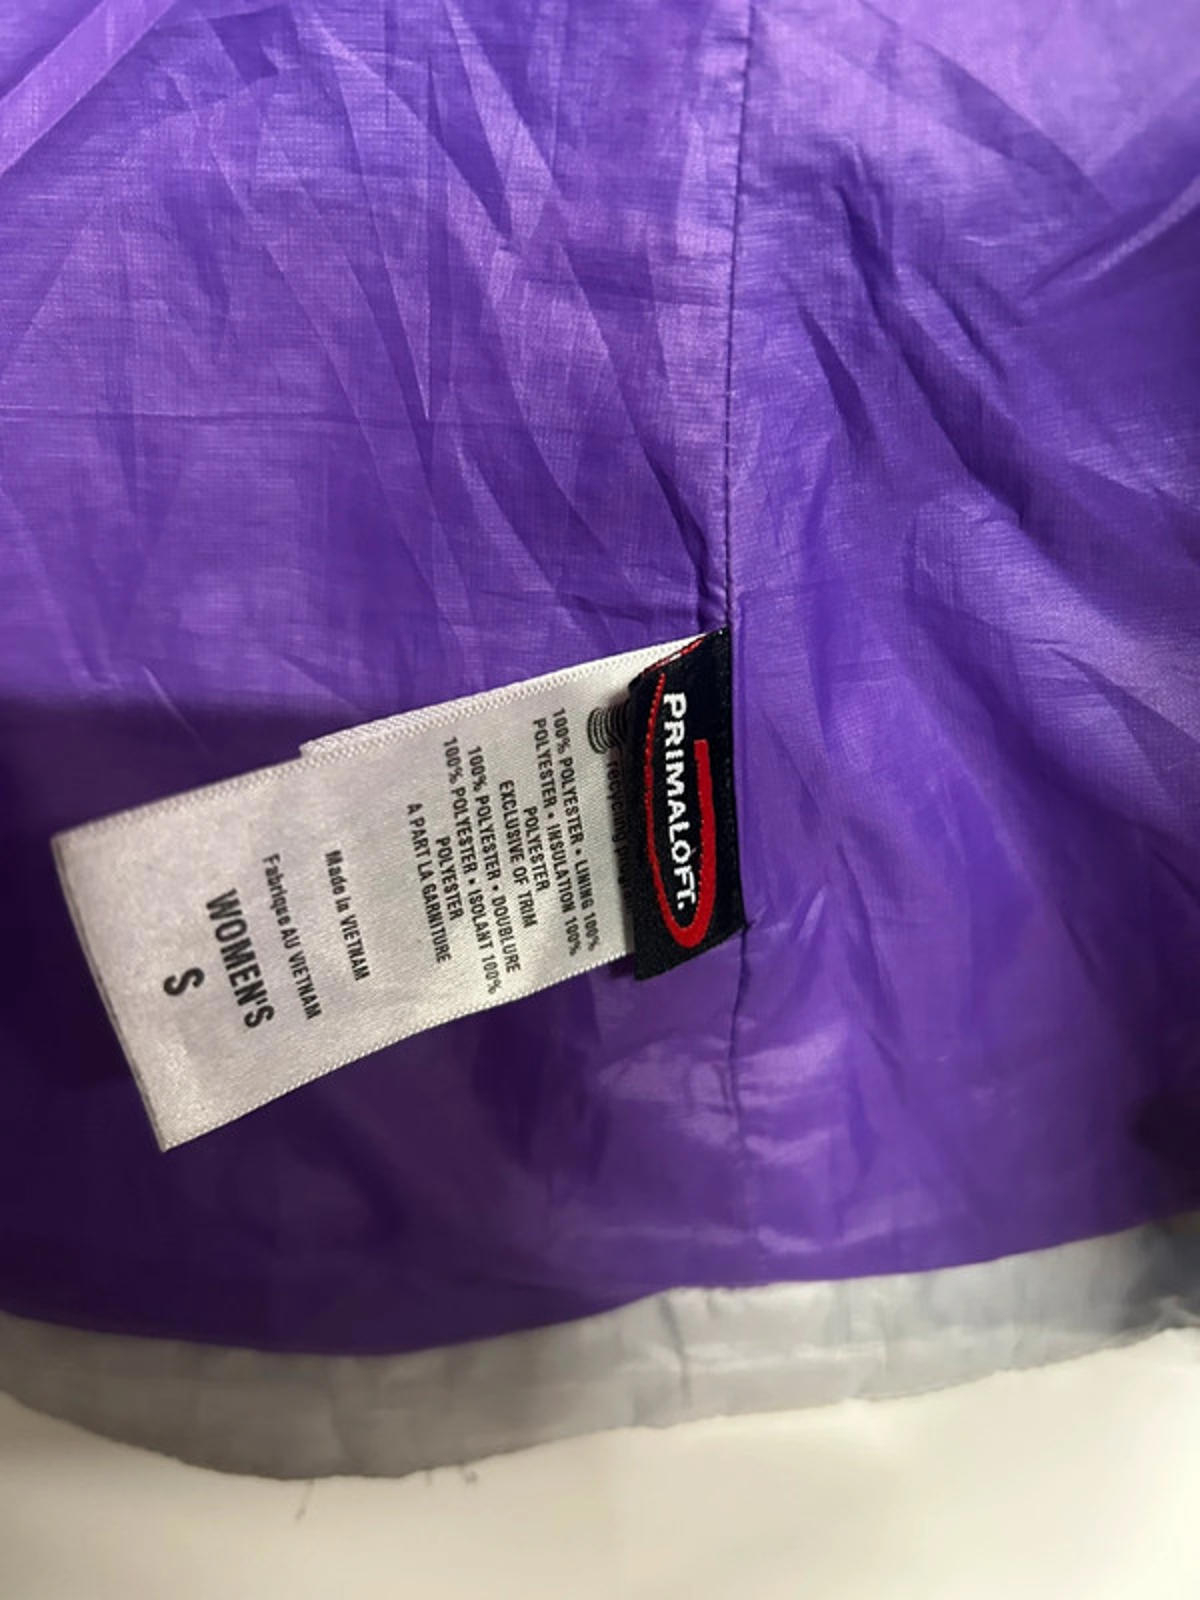 PRIMALOFT.
recycling
100% POLYESTER • LINING 100%
POLYESTER • INSULATION 100%
POLYESTER
EXCLUSIVE OF TRIM
100% POLYESTER • DOUBLURE
100% POLYESTER • ISOLANT 100%
POLYESTER
A PART LA GARNITURE
Made in VIETNAM
Fabrique AU VIETNAM
WOMEN'S
S